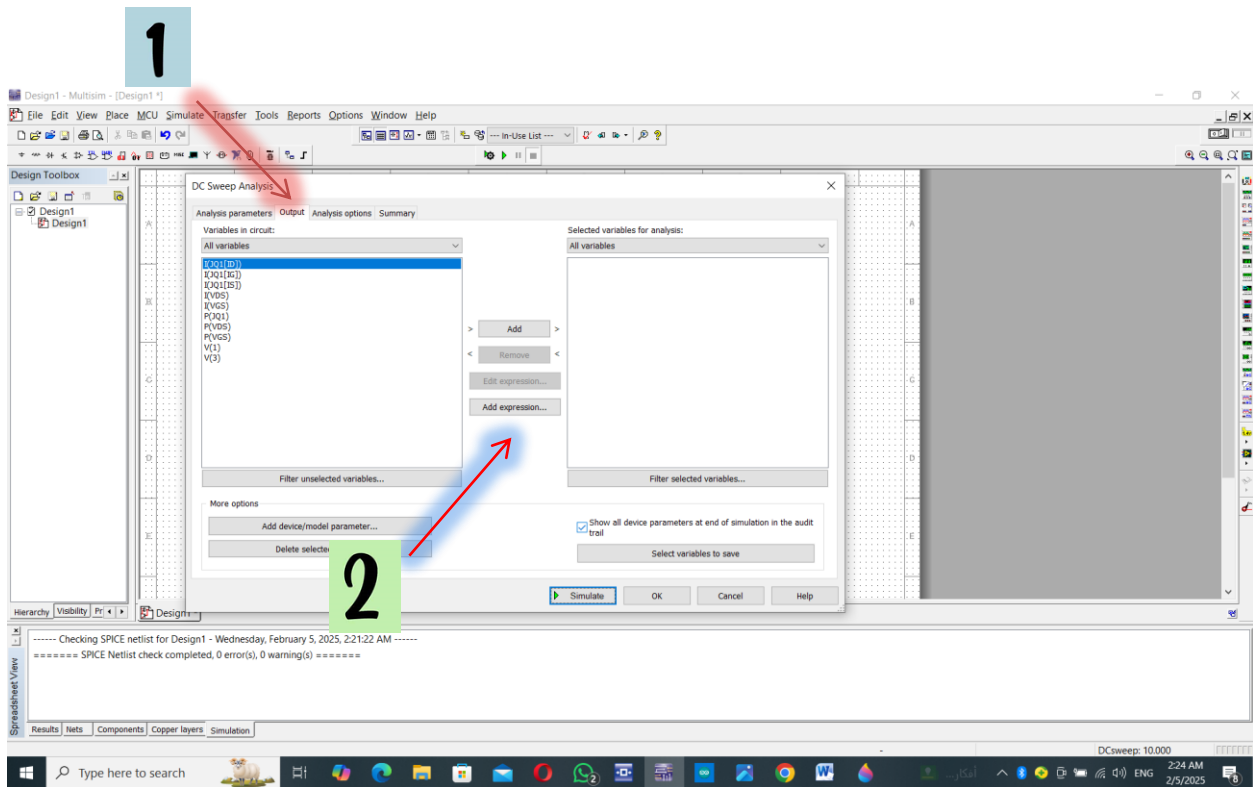 1
Design1 - Multisim - [Design1 *]
File Edit View Place MCU Simulate Transfer Tools Reports Options Window Help
--- In-Use List ---
Design Toolbox
Design1
Design1
DC Sweep Analysis
Analysis parameters Output Analysis options Summary
Variables in circuit:
All variables
I(JQ1[ID])
I(JQ1[IG])
I(JQ1[IS])
I(VDS)
I(VGS)
P(JQ1)
P(VDS)
P(VGS)
V(1)
V(3)
> Add >
< Remove <
Edit expression...
Add expression...
Selected variables for analysis:
All variables
Filter unselected variables...
Filter selected variables...
More options
Add device/model parameter...
Delete selected
Show all device parameters at end of simulation in the audit
trail
Select variables to save
2
Simulate OK Cancel Help
A
B
C
D
E
A
B
C
D
E
Hierarchy Visibility Pr
Design1 *
Spreadsheet View
------ Checking SPICE netlist for Design1 - Wednesday, February 5, 2025, 2:21:22 AM ------
======= SPICE Netlist check completed, 0 error(s), 0 warning(s) =======
Results Nets Components Copper layers Simulation
- DCsweep: 10.000
Type here to search
أفكار...
ENG
2:24 AM
2/5/2025
8